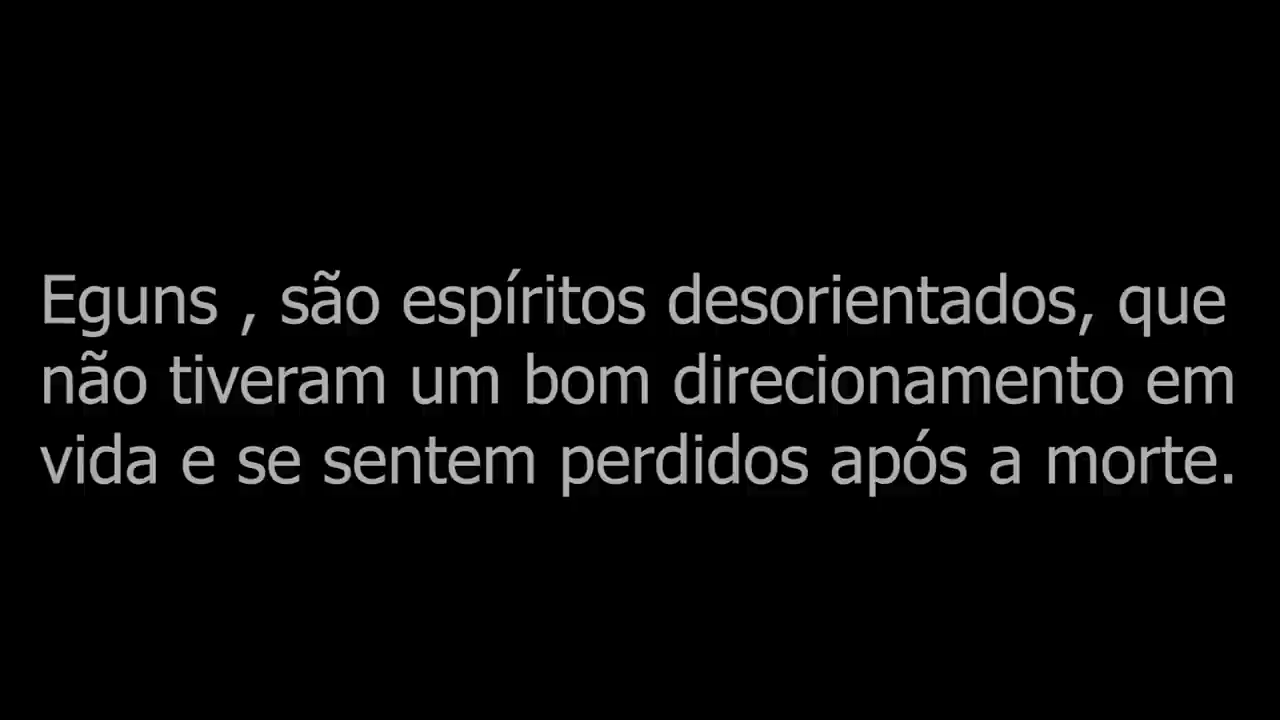 Eguns , são espíritos desorientados, que
não tiveram um bom direcionamento em
vida e se sentem perdidos após a morte.